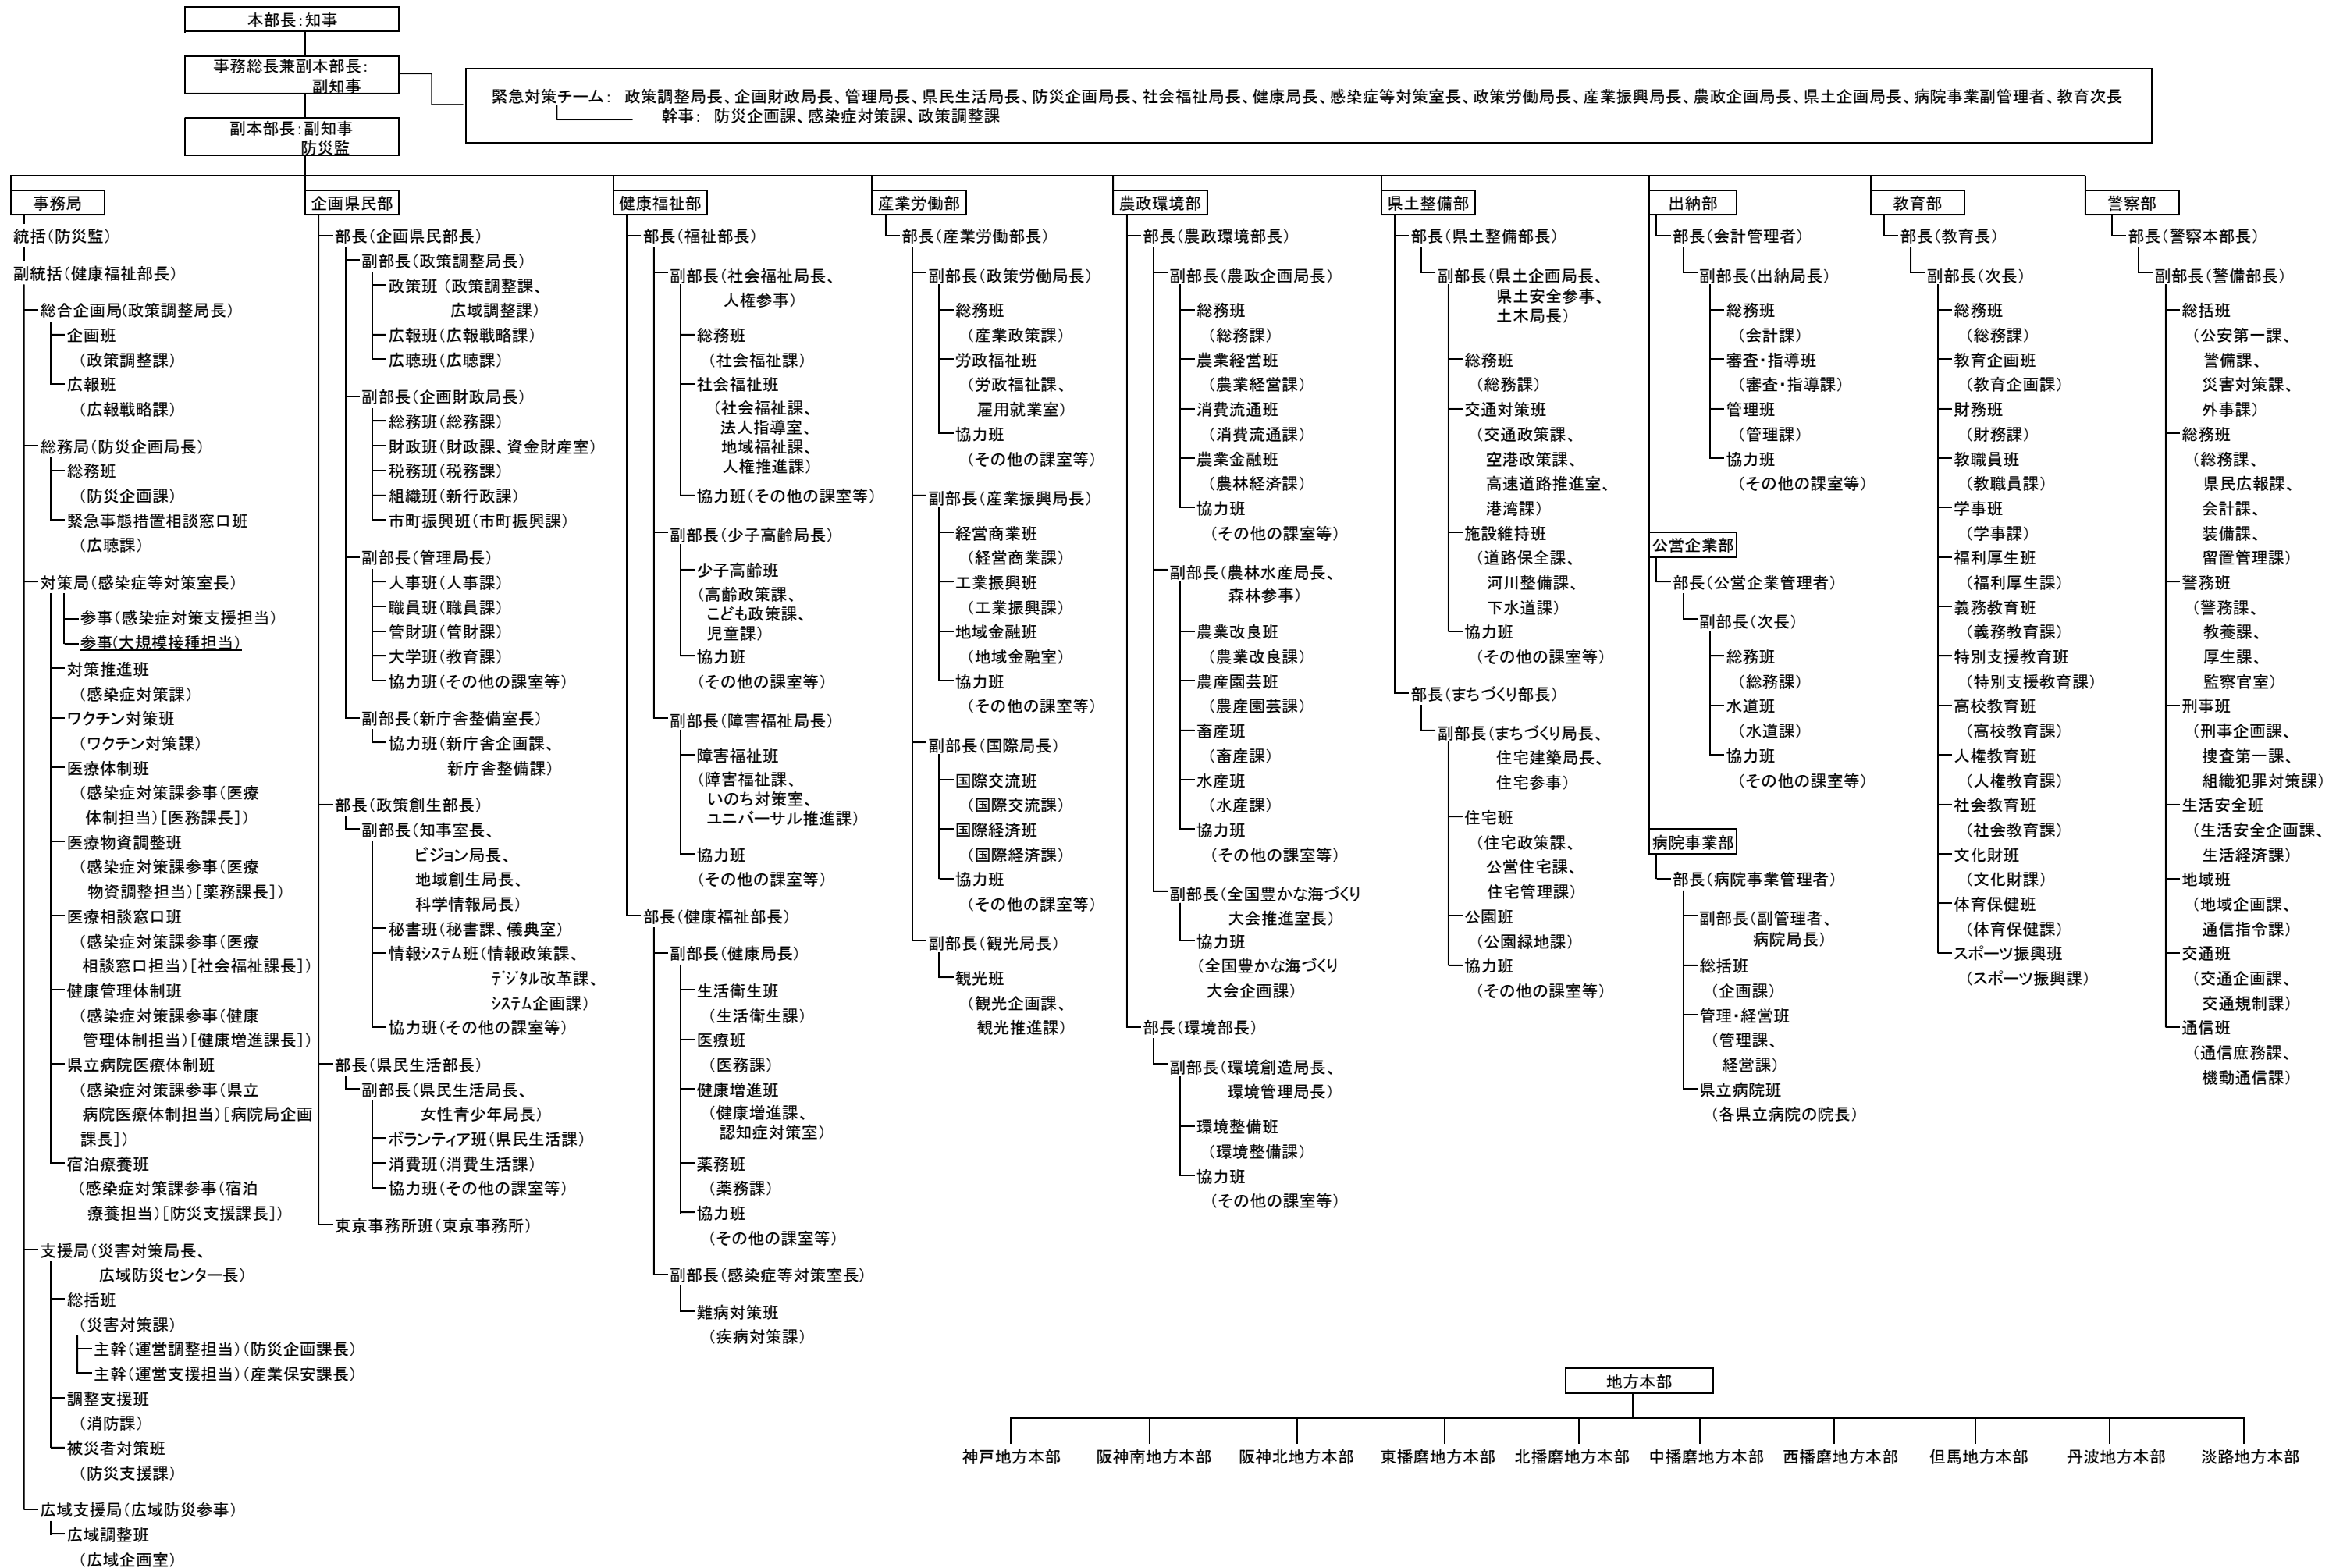 本部長：知事
事務総長兼副本部長：
副知事
副本部長：副知事
防災監
緊急対策チーム： 政策調整局長、企画財政局長、管理局長、県民生活局長、防災企画局長、社会福祉局長、健康局長、感染症等対策室長、政策労働局長、産業振興局長、農政企画局長、県土企画局長、病院事業副管理者、教育次長
幹事： 防災企画課、感染症対策課、政策調整課
事務局
統括（防災監）
副統括（健康福祉部長）
総合企画局（政策調整局長）
企画班
（政策調整課）
広報班
（広報戦略課）
総務局（防災企画局長）
総務班
（防災企画課）
緊急事態措置相談窓口班
（広聴課）
対策局（感染症等対策室長）
参事（感染症対策支援担当）
参事（大規模接種担当）
対策推進班
（感染症対策課）
ワクチン対策班
（ワクチン対策課）
医療体制班
（感染症対策課参事（医療
体制担当）［医務課長］）
医療物資調整班
（感染症対策課参事（医療
物資調整担当）［薬務課長］）
医療相談窓口班
（感染症対策課参事（医療
相談窓口担当）［社会福祉課長］）
健康管理体制班
（感染症対策課参事（健康
管理体制担当）［健康増進課長］）
県立病院医療体制班
（感染症対策課参事（県立
病院医療体制担当）［病院局企画
課長］）
宿泊療養班
（感染症対策課参事（宿泊
療養担当）［防災支援課長］）
支援局（災害対策局長、
広域防災センター長）
総括班
（災害対策課）
主幹（運営調整担当）（防災企画課長）
主幹（運営支援担当）（産業保安課長）
調整支援班
（消防課）
被災者対策班
（防災支援課）
広域支援局（広域防災参事）
広域調整班
（広域企画室）
企画県民部
部長（企画県民部長）
副部長（政策調整局長）
政策班（政策調整課、
広域調整課）
広報班（広報戦略課）
広聴班（広聴課）
副部長（企画財政局長）
総務班（総務課）
財政班（財政課、資金財産室）
税務班（税務課）
組織班（新行政課）
市町振興班（市町振興課）
副部長（管理局長）
人事班（人事課）
職員班（職員課）
管財班（管財課）
大学班（教育課）
協力班（その他の課室等）
副部長（新庁舎整備室長）
協力班（新庁舎企画課、
新庁舎整備課）
部長（政策創生部長）
副部長（知事室長、
ビジョン局長、
地域創生局長、
科学情報局長）
秘書班（秘書課、儀典室）
情報システム班（情報政策課、
デジタル改革課、
システム企画課）
協力班（その他の課室等）
部長（県民生活部長）
副部長（県民生活局長、
女性青少年局長）
ボランティア班（県民生活課）
消費班（消費生活課）
協力班（その他の課室等）
東京事務所班（東京事務所）
健康福祉部
部長（福祉部長）
副部長（社会福祉局長、
人権参事）
総務班
（社会福祉課）
社会福祉班
（社会福祉課、
法人指導室、
地域福祉課、
人権推進課）
協力班（その他の課室等）
副部長（少子高齢局長）
少子高齢班
（高齢政策課、
こども政策課、
児童課）
協力班
（その他の課室等）
副部長（障害福祉局長）
障害福祉班
（障害福祉課、
いのち対策室、
ユニバーサル推進課）
協力班
（その他の課室等）
部長（健康福祉部長）
副部長（健康局長）
生活衛生班
（生活衛生課）
医療班
（医務課）
健康増進班
（健康増進課、
認知症対策室）
薬務班
（薬務課）
協力班
（その他の課室等）
副部長（感染症等対策室長）
難病対策班
（疾病対策課）
産業労働部
部長（産業労働部長）
副部長（政策労働局長）
総務班
（産業政策課）
労政福祉班
（労政福祉課、
雇用就業室）
協力班
（その他の課室等）
副部長（産業振興局長）
経営商業班
（経営商業課）
工業振興班
（工業振興課）
地域金融班
（地域金融室）
協力班
（その他の課室等）
副部長（国際局長）
国際交流班
（国際交流課）
国際経済班
（国際経済課）
協力班
（その他の課室等）
副部長（観光局長）
観光班
（観光企画課、
観光推進課）
農政環境部
部長（農政環境部長）
副部長（農政企画局長）
総務班
（総務課）
農業経営班
（農業経営課）
消費流通班
（消費流通課）
農業金融班
（農林経済課）
協力班
（その他の課室等）
副部長（農林水産局長、
森林参事）
農業改良班
（農業改良課）
農産園芸班
（農産園芸課）
畜産班
（畜産課）
水産班
（水産課）
協力班
（その他の課室等）
副部長（全国豊かな海づくり
大会推進室長）
協力班
（全国豊かな海づくり
大会企画課）
部長（環境部長）
副部長（環境創造局長、
環境管理局長）
環境整備班
（環境整備課）
協力班
（その他の課室等）
県土整備部
部長（県土整備部長）
副部長（県土企画局長、
県土安全参事、
土木局長）
総務班
（総務課）
交通対策班
（交通政策課、
空港政策課、
高速道路推進室、
港湾課）
施設維持班
（道路保全課、
河川整備課、
下水道課）
協力班
（その他の課室等）
部長（まちづくり部長）
副部長（まちづくり局長、
住宅建築局長、
住宅参事）
住宅班
（住宅政策課、
公営住宅課、
住宅管理課）
公園班
（公園緑地課）
協力班
（その他の課室等）
出納部
部長（会計管理者）
副部長（出納局長）
総務班
（会計課）
審査・指導班
（審査・指導課）
管理班
（管理課）
協力班
（その他の課室等）
公営企業部
部長（公営企業管理者）
副部長（次長）
総務班
（総務課）
水道班
（水道課）
協力班
（その他の課室等）
病院事業部
部長（病院事業管理者）
副部長（副管理者、
病院局長）
総括班
（企画課）
管理・経営班
（管理課、
経営課）
県立病院班
（各県立病院の院長）
教育部
部長（教育長）
副部長（次長）
総務班
（総務課）
教育企画班
（教育企画課）
財務班
（財務課）
教職員班
（教職員課）
学事班
（学事課）
福利厚生班
（福利厚生課）
義務教育班
（義務教育課）
特別支援教育班
（特別支援教育課）
高校教育班
（高校教育課）
人権教育班
（人権教育課）
社会教育班
（社会教育課）
文化財班
（文化財課）
体育保健班
（体育保健課）
スポーツ振興班
（スポーツ振興課）
警察部
部長（警察本部長）
副部長（警備部長）
総括班
（公安第一課、
警備課、
災害対策課、
外事課）
総務班
（総務課、
県民広報課、
会計課、
装備課、
留置管理課）
警務班
（警務課、
教養課、
厚生課、
監察官室）
刑事班
（刑事企画課、
捜査第一課、
組織犯罪対策課）
生活安全班
（生活安全企画課、
生活経済課）
地域班
（地域企画課、
通信指令課）
交通班
（交通企画課、
交通規制課）
通信班
（通信庶務課、
機動通信課）
地方本部
神戸地方本部
阪神南地方本部
阪神北地方本部
東播磨地方本部
北播磨地方本部
中播磨地方本部
西播磨地方本部
但馬地方本部
丹波地方本部
淡路地方本部